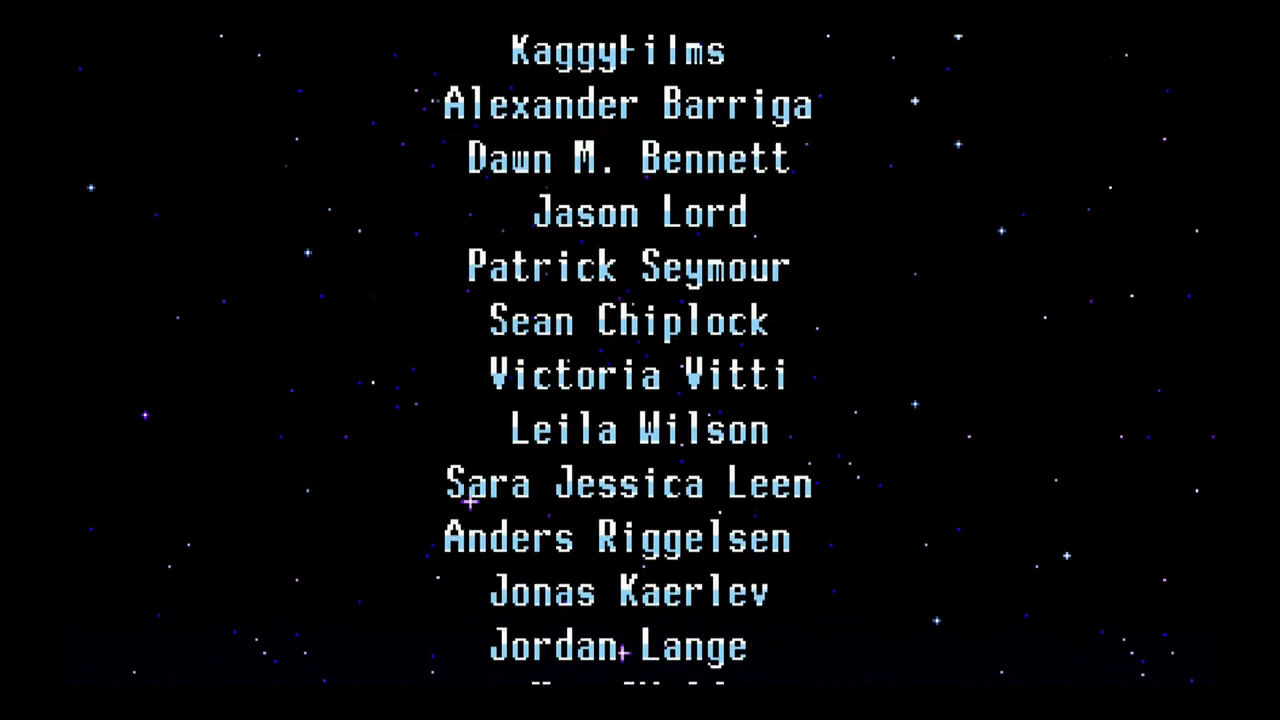 KaggyFilms
Alexander Barriga
Dawn M. Bennett
Jason Lord
Patrick Seymour
Sean Chiplock
Victoria Vitti
Leila Wilson
Sara Jessica Leen
Anders Riggelsen
Jonas Kaerlev
Jordan Lange